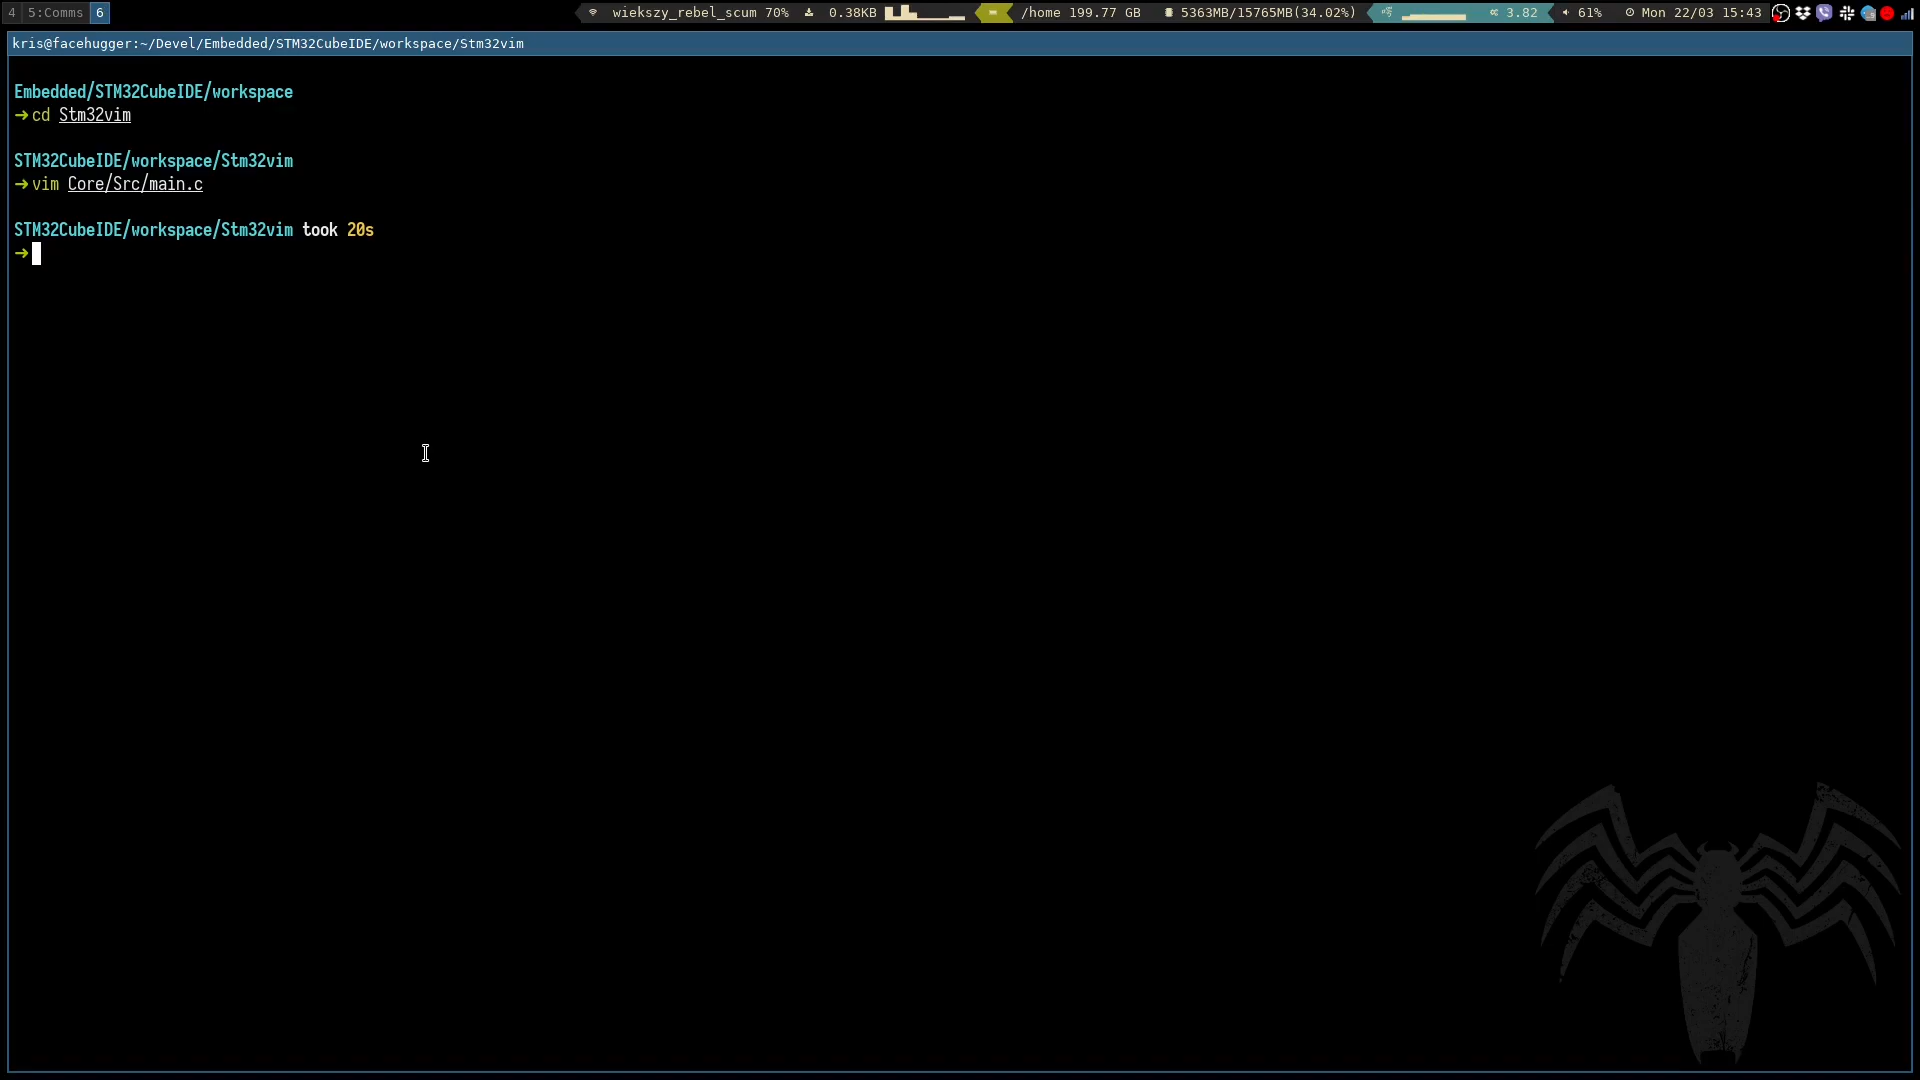 4 5:Comms 6 wiekszy_rebel_scum 70% 0.38KB /home 199.77 GB 5363MB/15765MB(34.02%) 3.82 61% Mon 22/03 15:43
kris@facehugger:~/Devel/Embedded/STM32CubeIDE/workspace/Stm32vim
Embedded/STM32CubeIDE/workspace
➜ cd Stm32vim
STM32CubeIDE/workspace/Stm32vim
➜ vim Core/Src/main.c
STM32CubeIDE/workspace/Stm32vim took 20s
➜